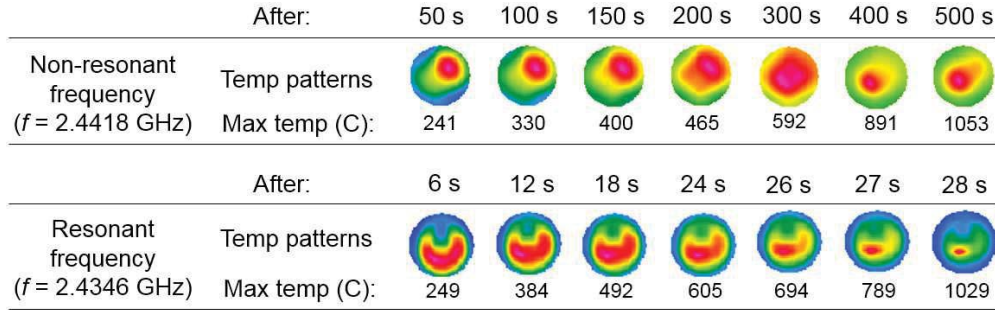 After: 50 s 100 s 150 s 200 s 300 s 400 s 500 s
Non-resonant
frequency
(f = 2.4418 GHz)
Temp patterns
Max temp (C): 241 330 400 465 592 891 1053
After: 6 s 12 s 18 s 24 s 26 s 27 s 28 s
Resonant
frequency
(f = 2.4346 GHz)
Temp patterns
Max temp (C): 249 384 492 605 694 789 1029